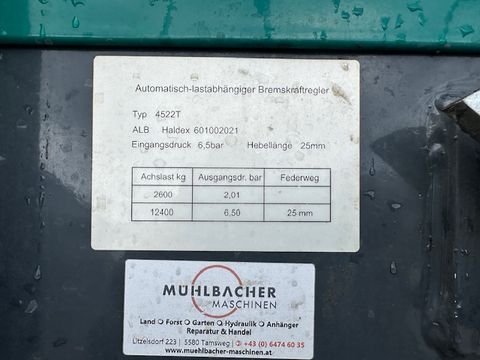 Automatisch-lastabhängiger Bremskraftregler
Typ 4522T
ALB Haldex 601002021
Eingangsdruck 6,5bar Hebellänge 25mm
Achslast kg Ausgangsdr. bar Federweg
2600 2,01
12400 6,50 25 mm
MÜHLBACHER
MASCHINEN
Land o Forst o Garten o Hydraulik o Anhänger
Reparatur & Handel
Litzelsdorf 223 | 5580 Tamsweg | +43 (0) 6474 60 35
www.muehlbacher-maschinen.at